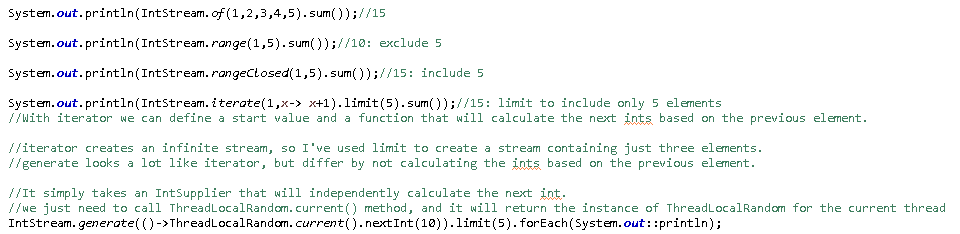 System.out.println(IntStream.of(1,2,3,4,5).sum());//15
System.out.println(IntStream.range(1,5).sum());//10: exclude 5
System.out.println(IntStream.rangeClosed(1,5).sum());//15: include 5
System.out.println(IntStream.iterate(1,x-> x+1).limit(5).sum());//15: limit to include only 5 elements
//With iterator we can define a start value and a function that will calculate the next ints based on the previous element.
//iterator creates an infinite stream, so I've used limit to create a stream containing just three elements.
//generate looks a lot like iterator, but differ by not calculating the ints based on the previous element.
//It simply takes an IntSupplier that will independently calculate the next int.
//we just need to call ThreadLocalRandom.current() method, and it will return the instance of ThreadLocalRandom for the current thread
IntStream.generate(()->ThreadLocalRandom.current().nextInt(10)).limit(5).forEach(System.out::println);